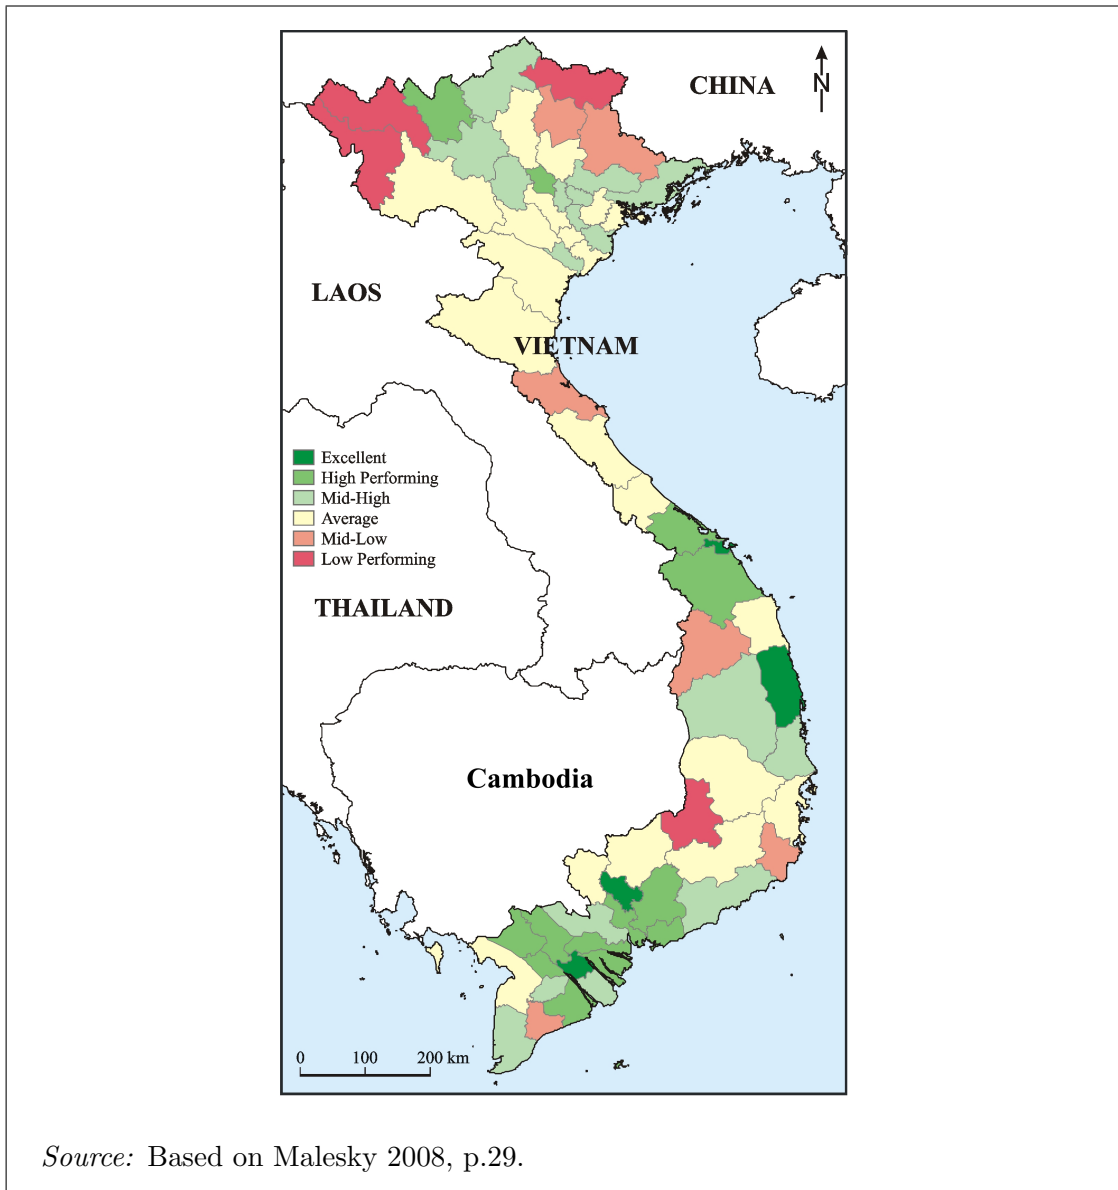 CHINA
N
LAOS
VIETNAM
Excellent
High Performing
Mid-High
Average
Mid-Low
Low Performing
THAILAND
Cambodia
0 100 200 km
Source: Based on Malesky 2008, p.29.